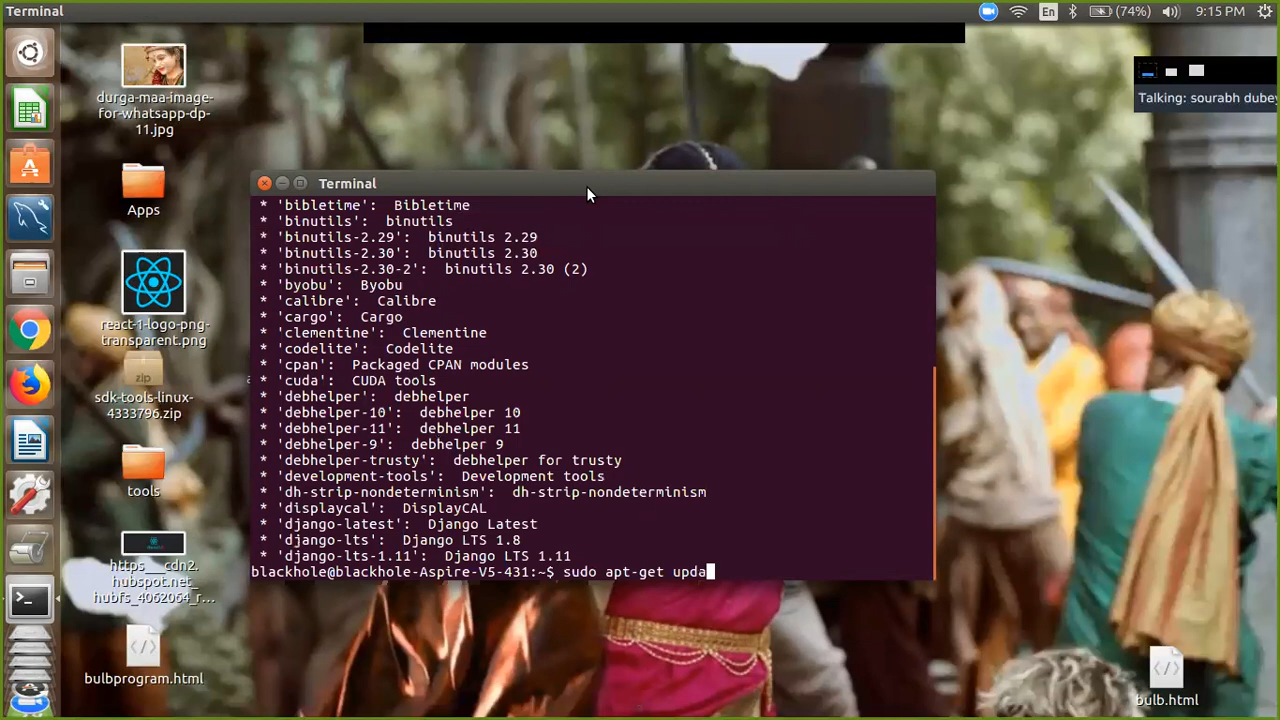 Terminal
En
(74%)
9:15 PM
durga-maa-image-
for-whatsapp-dp-
11.jpg
Talking: sourabh dubey
Apps
react-1-logo-png-
transparent.png
zip
sdk-tools-linux-
4333796.zip
tools
https___cdn2.
hubspot.net_
hubfs_4062064_r...
bulbprogram.html
Terminal
* 'bibletime':  Bibletime
* 'binutils':  binutils
* 'binutils-2.29':  binutils 2.29
* 'binutils-2.30':  binutils 2.30
* 'binutils-2.30-2':  binutils 2.30 (2)
* 'byobu':  Byobu
* 'calibre':  Calibre
* 'cargo':  Cargo
* 'clementine':  Clementine
* 'codelite':  Codelite
* 'cpan':  Packaged CPAN modules
* 'cuda':  CUDA tools
* 'debhelper':  debhelper
* 'debhelper-10':  debhelper 10
* 'debhelper-11':  debhelper 11
* 'debhelper-9':  debhelper 9
* 'debhelper-trusty':  debhelper for trusty
* 'development-tools':  Development tools
* 'dh-strip-nondeterminism':  dh-strip-nondeterminism
* 'displaycal':  DisplayCAL
* 'django-latest':  Django Latest
* 'django-lts':  Django LTS 1.8
* 'django-lts-1.11':  Django LTS 1.11
blackhole@blackhole-Aspire-V5-431:~$ sudo apt-get upda
bulb.html